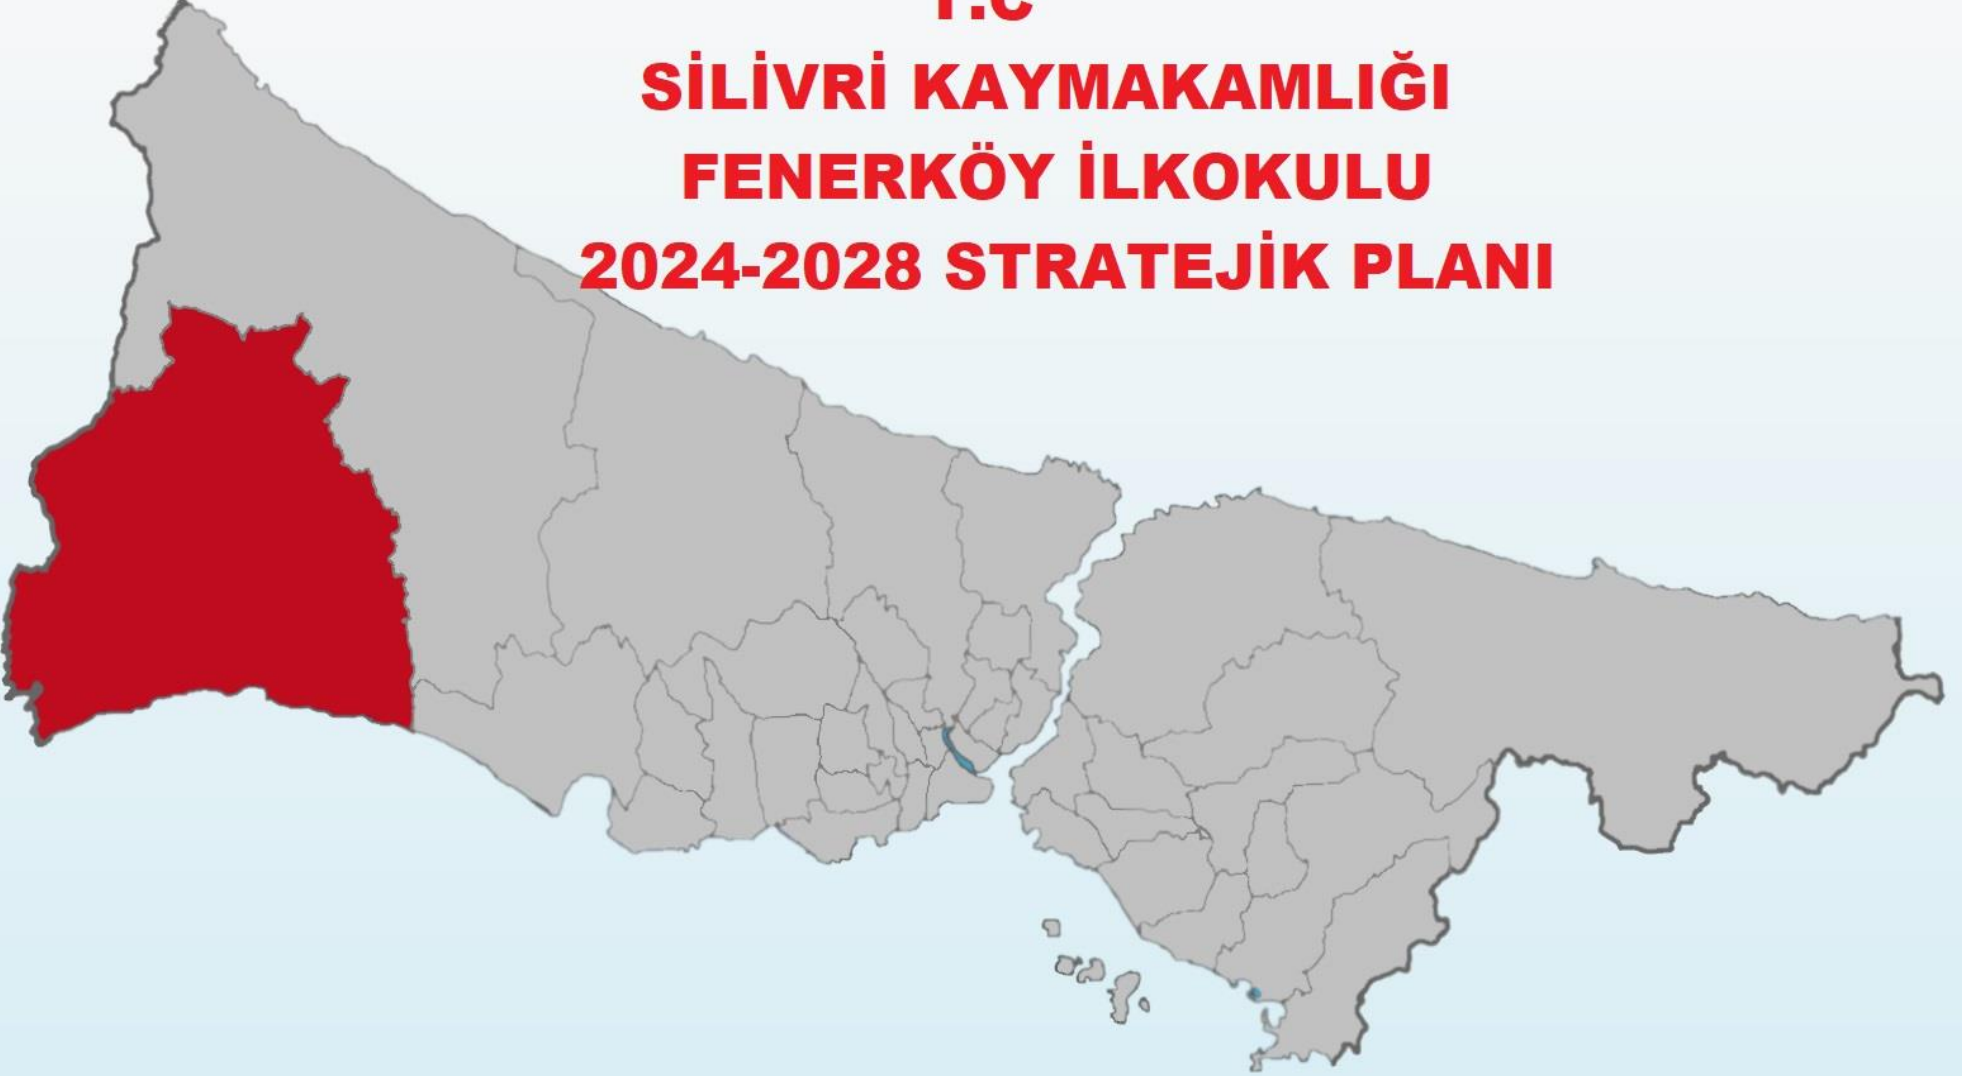 T.C
SİLİVRİ KAYMAKAMLIĞI
FENERKÖY İLKOKULU
2024-2028 STRATEJİK PLANI